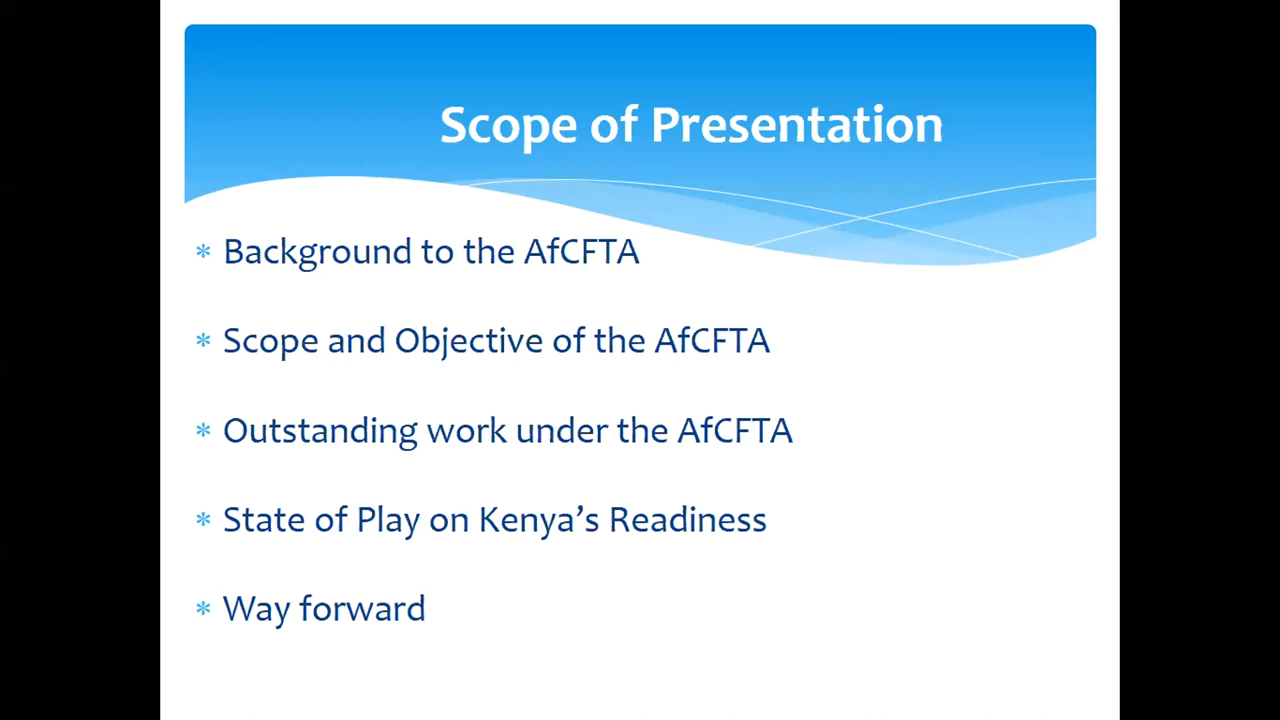 Scope of Presentation
* Background to the AfCFTA
* Scope and Objective of the AfCFTA
* Outstanding work under the AfCFTA
* State of Play on Kenya’s Readiness
* Way forward